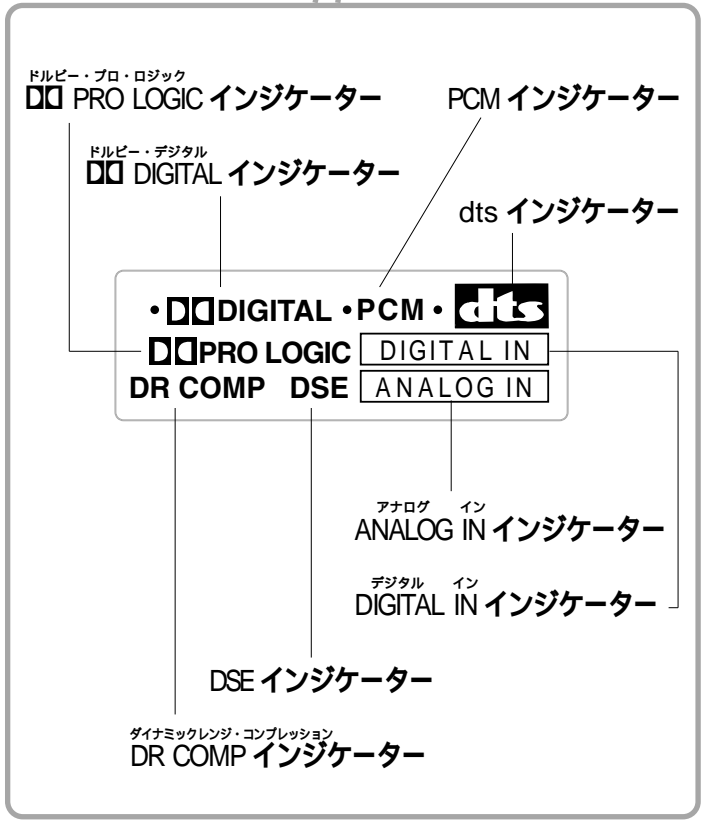 ドルビー・プロ・ロジック
DD PRO LOGIC インジケーター
PCM インジケーター
ドルビー・デジタル
DD DIGITAL インジケーター
dts インジケーター
• DD DIGITAL • PCM • dts
DD PRO LOGIC DIGITAL IN
DR COMP DSE ANALOG IN
アナログ イン
ANALOG IN インジケーター
デジタル イン
DIGITAL IN インジケーター
DSE インジケーター
ダイナミックレンジ・コンプレッション
DR COMP インジケーター